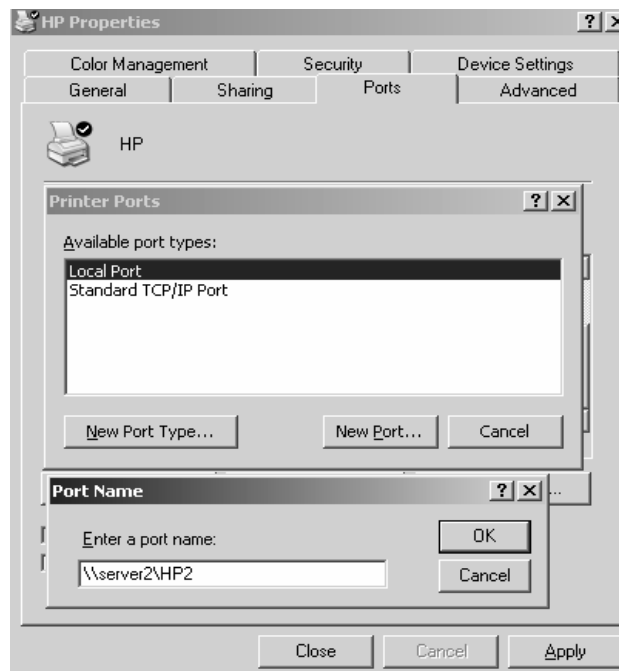 HP Properties
Color Management Security Device Settings
General Sharing Ports Advanced
HP
Printer Ports
Available port types:
Local Port
Standard TCP/IP Port
New Port Type... New Port... Cancel
...
Port Name
Enter a port name:
\\server2\HP2
OK
Cancel
Close Cancel Apply